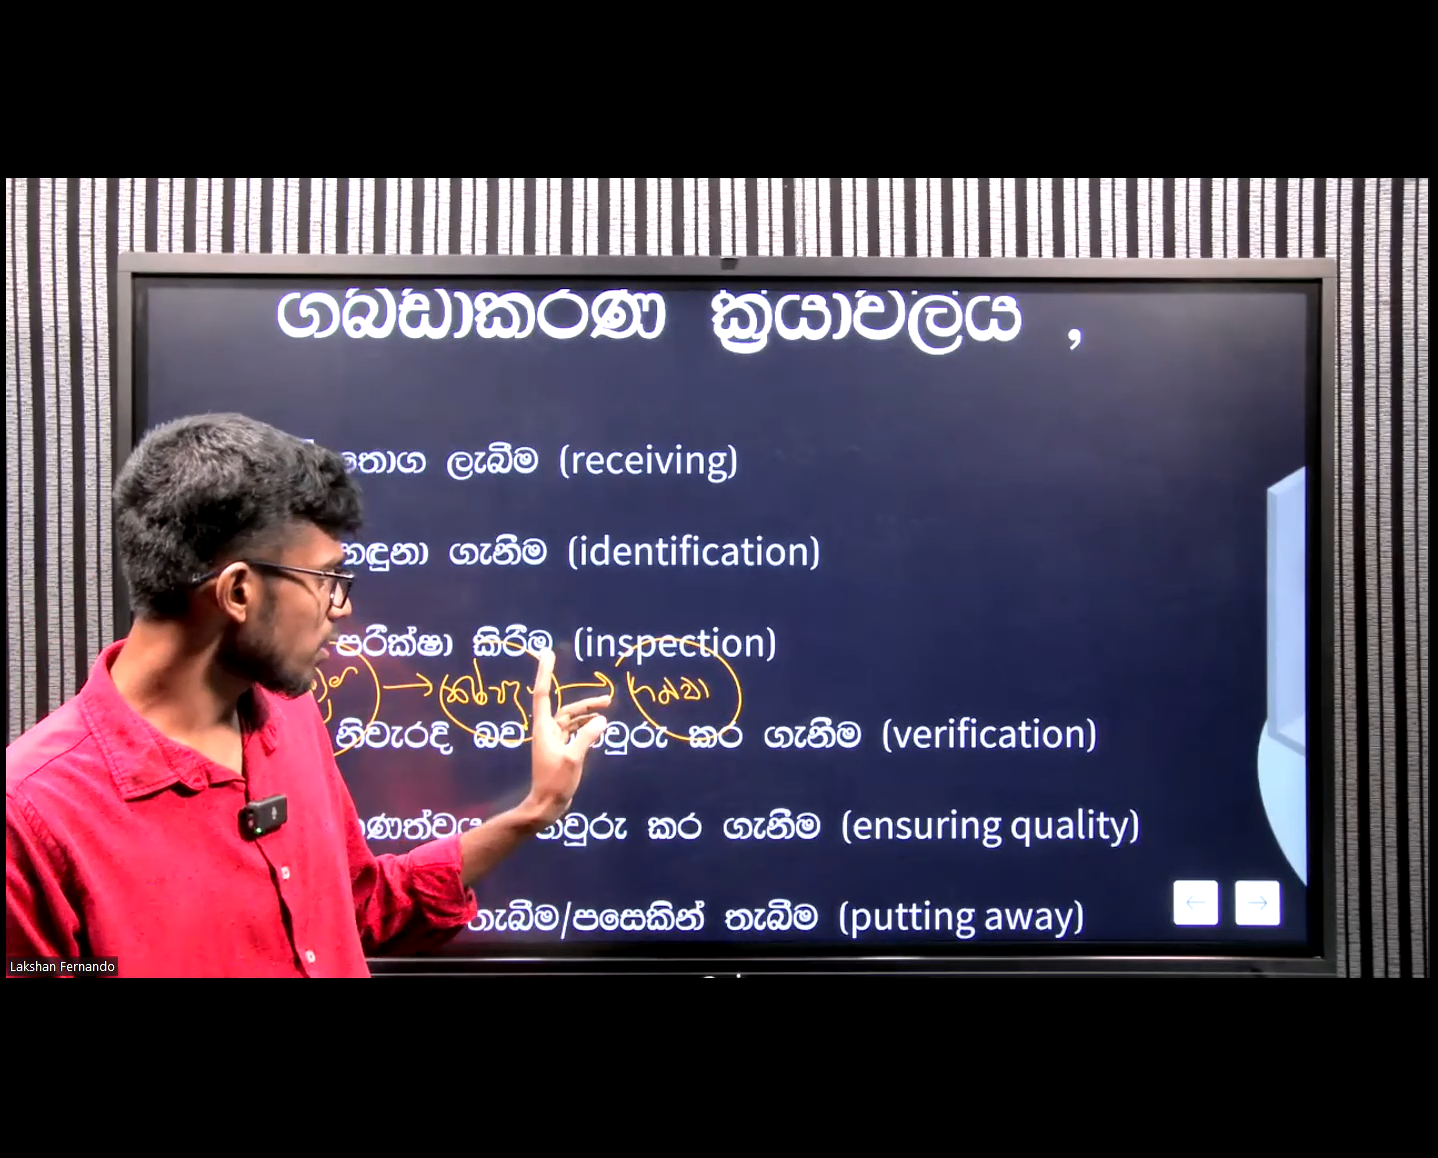 ගබඩාකරණ ක්‍රියාවලිය ,
තොග ලැබීම (receiving)
හඳුනා ගැනීම (identification)
පරීක්ෂා කිරීම (inspection)
නිවැරදි බව කර ගැනීම (verification)
කර ගැනීම (ensuring quality)
තැබීම/පසෙකින් තැබීම (putting away)
Lakshan Fernando